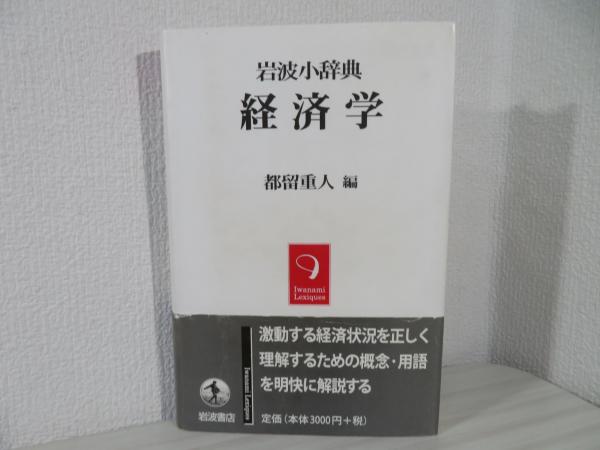 岩波小辞典
経済学
都留重人 編
Iwanami
Lexiques
激動する経済状況を正しく
理解するための概念・用語
を明快に解説する
Iwanami Lexiques
岩波書店
定価（本体3000円＋税）